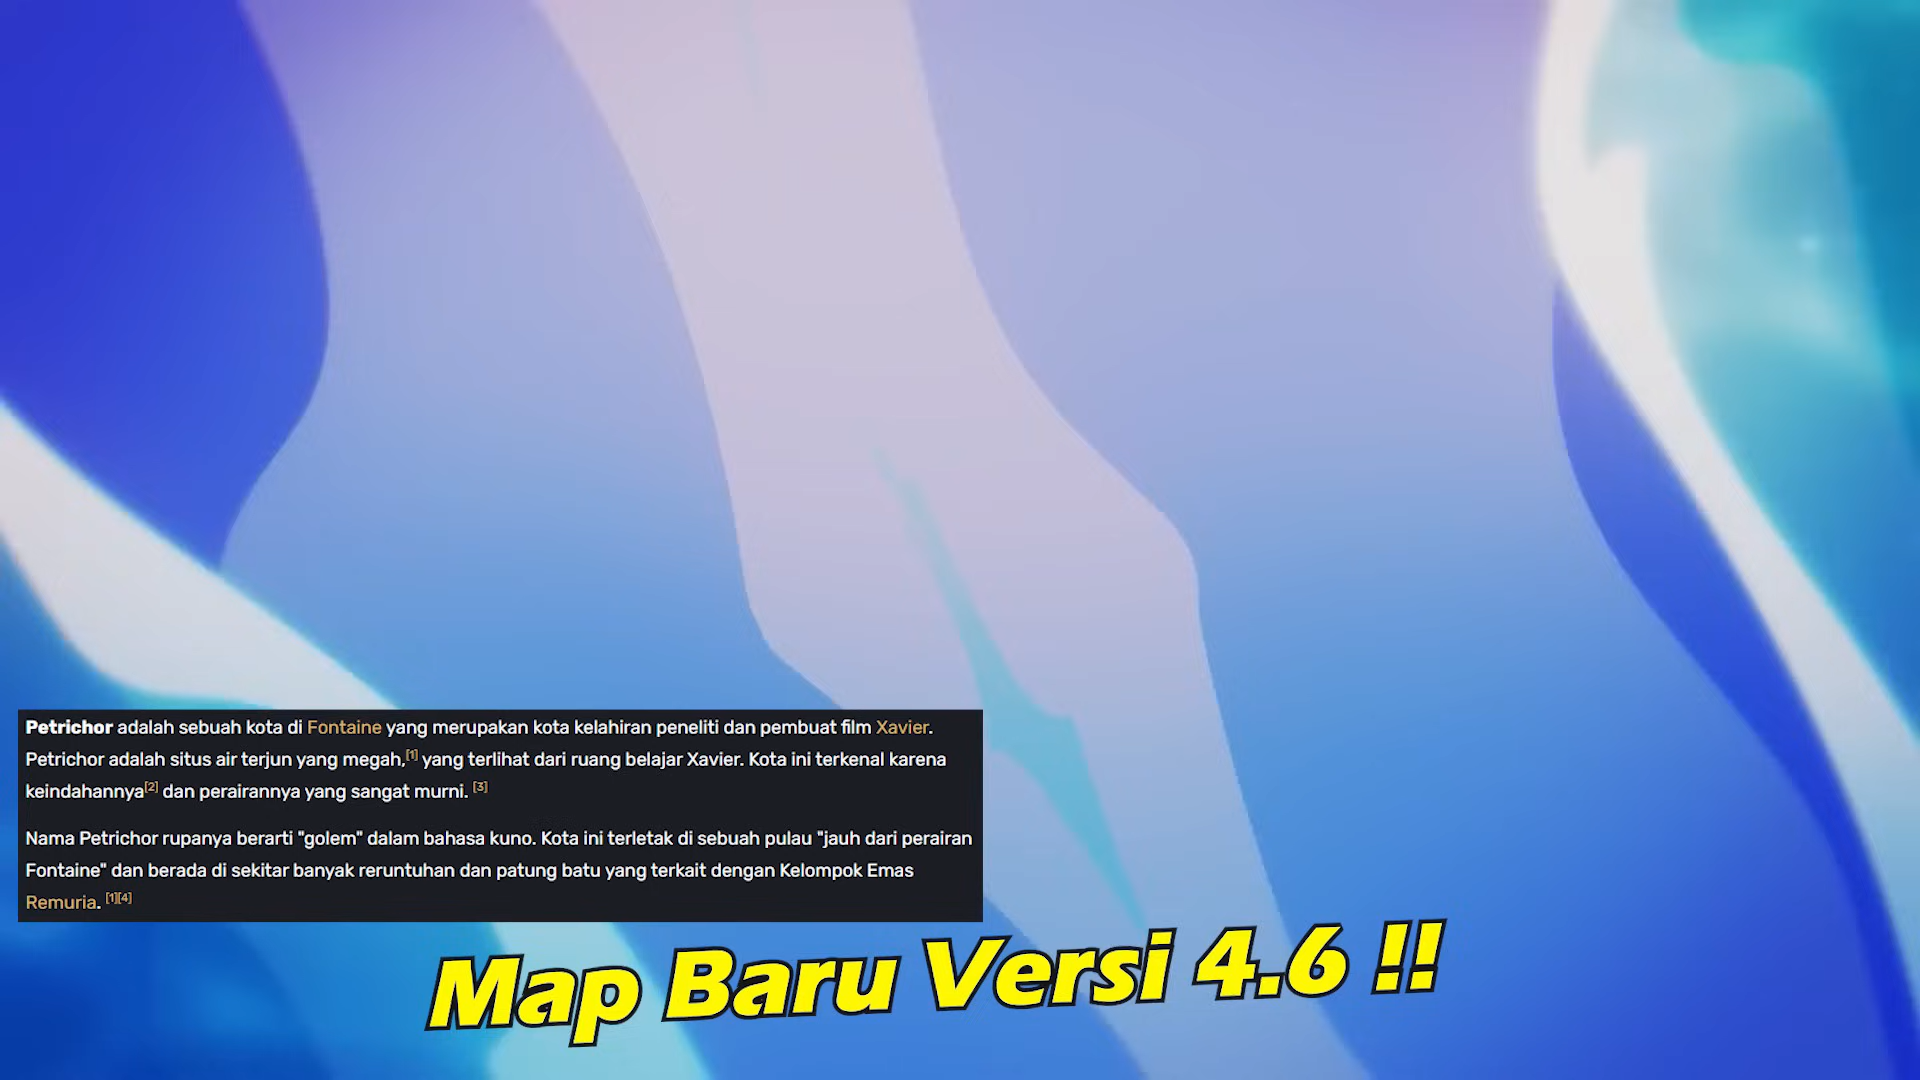 Petrichor adalah sebuah kota di Fontaine yang merupakan kota kelahiran peneliti dan pembuat film Xavier.
Petrichor adalah situs air terjun yang megah,[1] yang terlihat dari ruang belajar Xavier. Kota ini terkenal karena
keindahannya[2] dan perairannya yang sangat murni. [3]
Nama Petrichor rupanya berarti "golem" dalam bahasa kuno. Kota ini terletak di sebuah pulau "jauh dari perairan
Fontaine" dan berada di sekitar banyak reruntuhan dan patung batu yang terkait dengan Kelompok Emas
Remuria. [1][4]
Map Baru Versi 4.6 !!